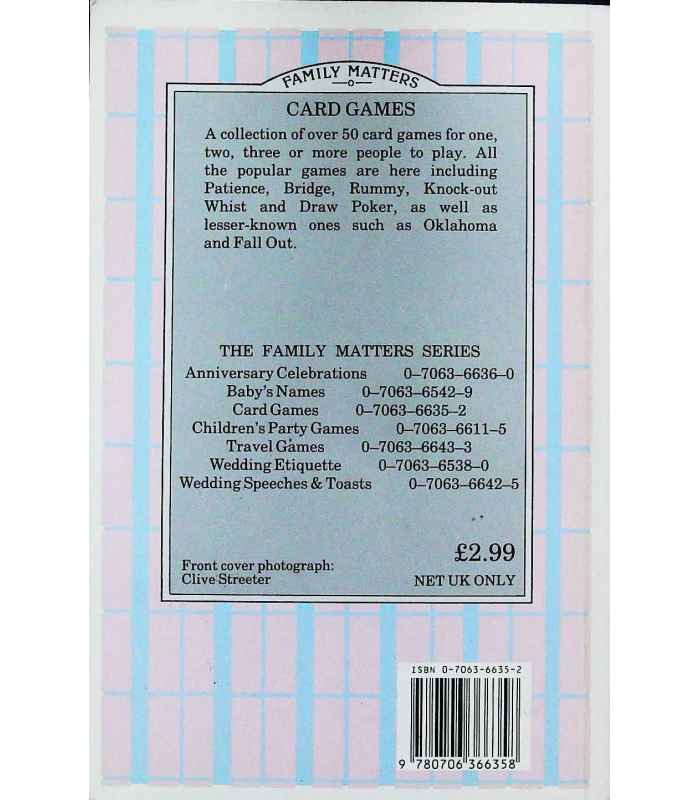 FAMILY MATTERS
CARD GAMES
A collection of over 50 card games for one,
two, three or more people to play. All
the popular games are here including
Patience, Bridge, Rummy, Knock-out
Whist and Draw Poker, as well as
lesser-known ones such as Oklahoma
and Fall Out.
THE FAMILY MATTERS SERIES
Anniversary Celebrations 0–7063–6636–0
Baby's Names 0–7063–6542–9
Card Games 0–7063–6635–2
Children's Party Games 0–7063–6611–5
Travel Games 0–7063–6643–3
Wedding Etiquette 0–7063–6538–0
Wedding Speeches & Toasts 0–7063–6642–5
£2.99
Front cover photograph:
Clive Streeter
NET UK ONLY
ISBN 0-7063-6635-2
9 780706 366358